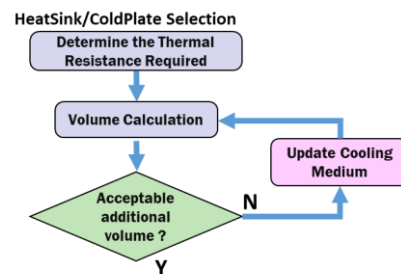 HeatSink/ColdPlate Selection
Determine the Thermal
Resistance Required
Volume Calculation
Update Cooling
Medium
Acceptable
additional
volume ?
N
Y